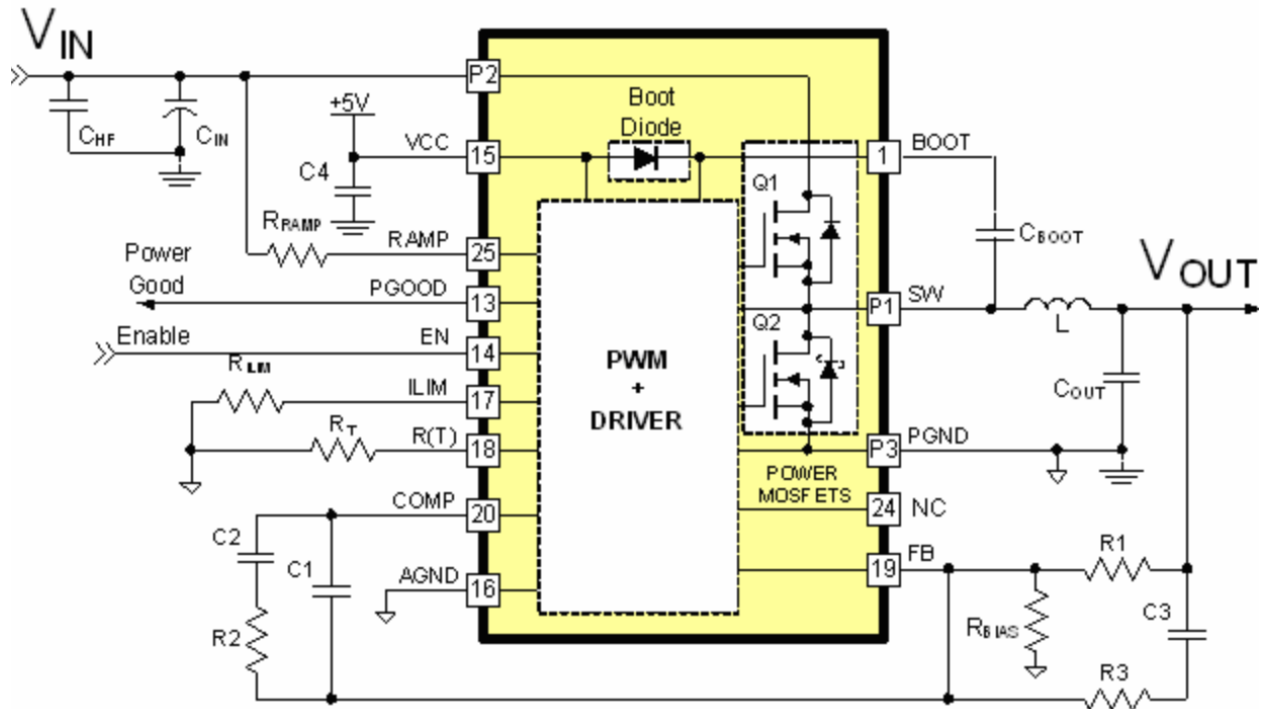 VIN
CHF
CIN
+5V
VCC
C4
RRAMP
RAMP
Power
Good
PGOOD
Enable
EN
RILIM
ILIM
RT
R(T)
COMP
C2
C1
AGND
R2
P2
15
25
13
14
17
18
20
16
Boot
Diode
PWM
+
DRIVER
Q1
Q2
POWER
MOSFETS
1
P1
P3
24
19
BOOT
CBOOT
SW
VOUT
L
COUT
PGND
NC
FB
R1
RBIAS
C3
R3